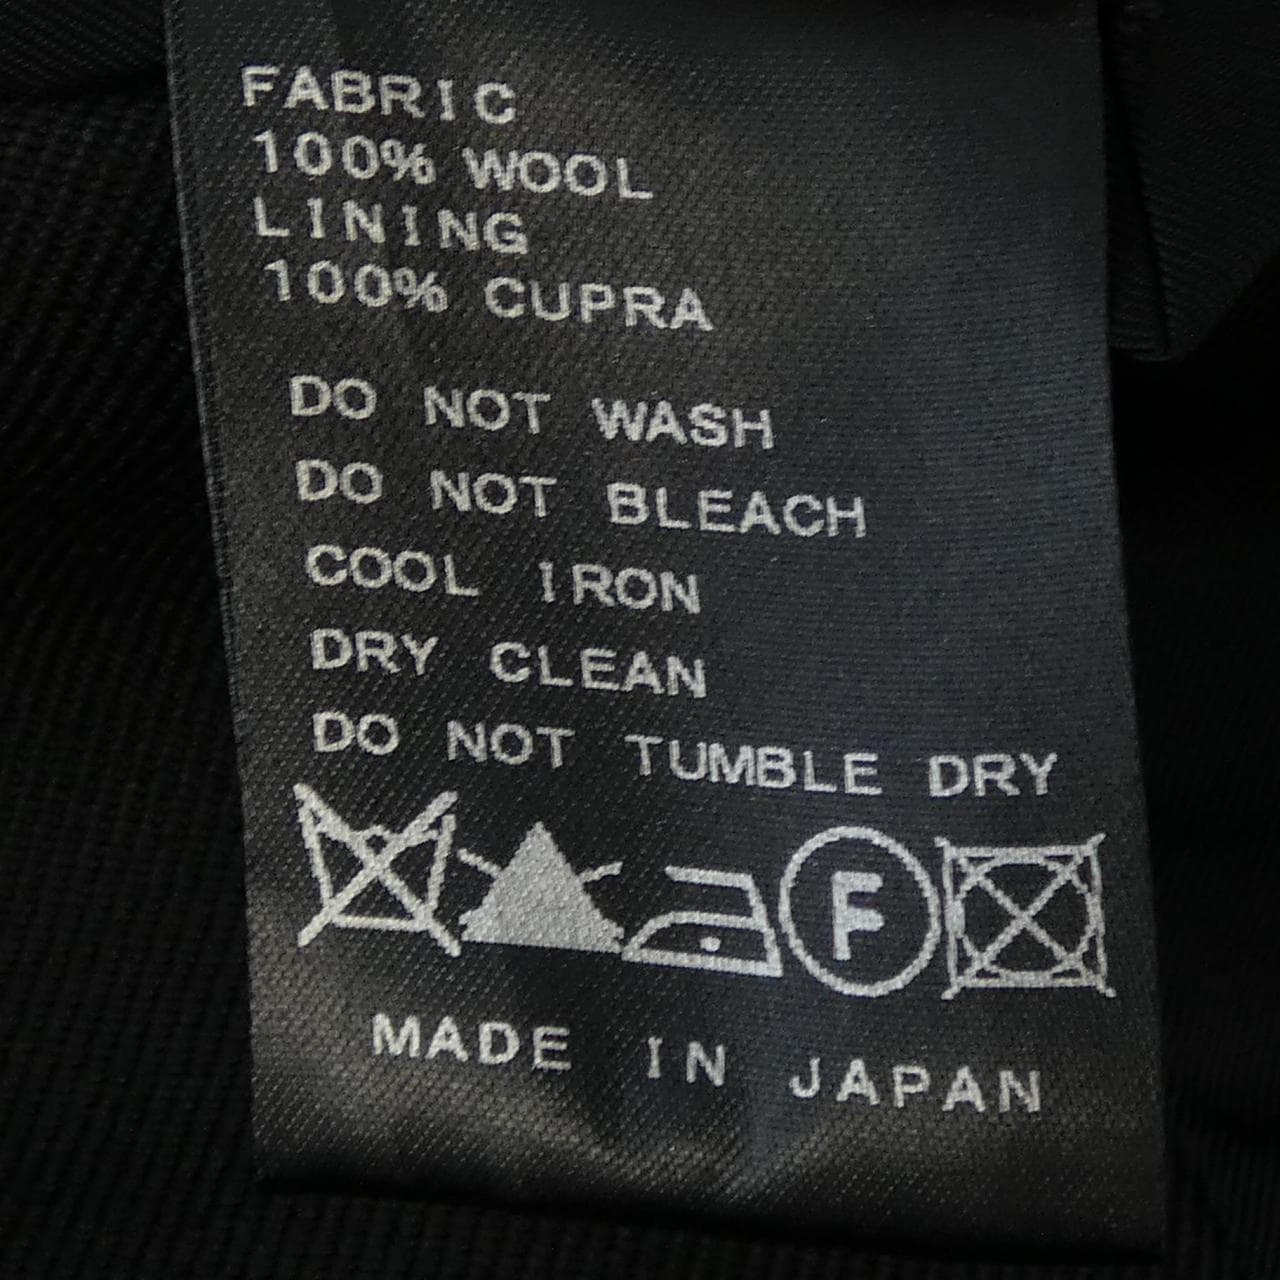 FABRIC
100% WOOL
LINING
100% CUPRA
DO NOT WASH
DO NOT BLEACH
COOL IRON
DRY CLEAN
DO NOT TUMBLE DRY
F
MADE IN JAPAN